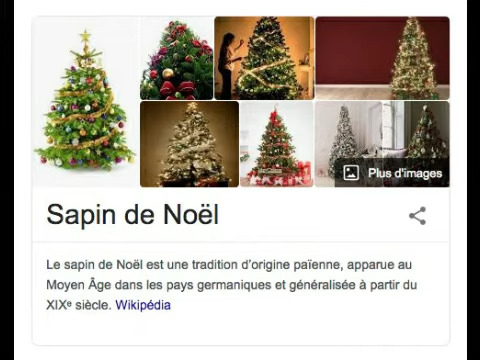 Plus d'images
Sapin de Noël
Le sapin de Noël est une tradition d'origine païenne, apparue au
Moyen Âge dans les pays germaniques et généralisée à partir du
XIXᵉ siècle. Wikipédia